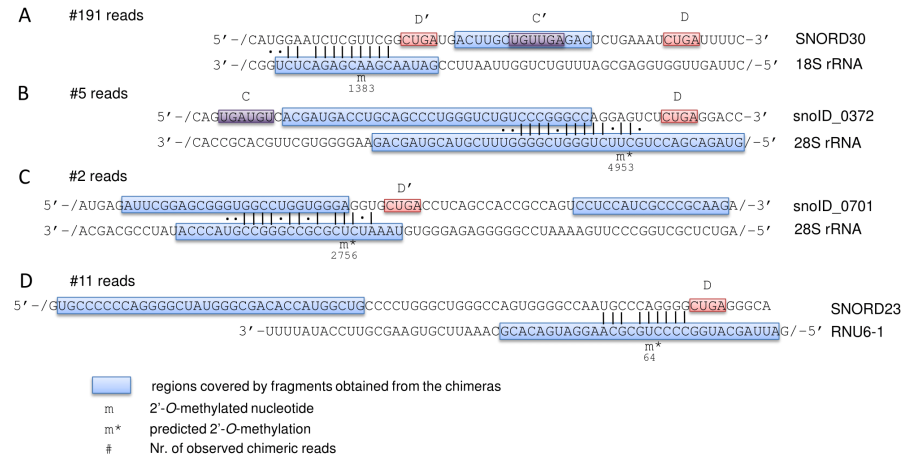 A #191 reads
D' C' D
5'-/CAUGGAAUCUCGUUCGGCUGAUGACUUGCUGUUGAGACUCUGAAAUCUGAUUUUC-3' SNORD30
3'-/CGGUCUCAGAGCAAGCAAUAGCCUUAAUUGGUCUGUUUAGCGAGGUGGUUGAUUC/-5' 18S rRNA
m
1383
B #5 reads
C D
5'-/CAGUGAUGUCACGAUGACCUGCAGCCCUGGGUCUGUCCCGGGCCAGGAGUCUCUGAGGACC-3' snoID_0372
3'-/CACCGCACGUUCGUGGGGAAGACGAUGCAUGCUUUGGGGCUGGGUCUUCGUCCAGCAGAUG/-5' 28S rRNA
m*
4953
C #2 reads
D'
5'-/AUGAGAUUCGGAGCGGGUGGCCUGGUGGGAGGUGCUGACCUCAGCCACCGCCAGUCCUCCAUCGCCCGCAAGA/-3' snoID_0701
3'-/ACGACGCCUAUACCCAUGCCGGGCCGCGCUCUAAAUGUGGGAGAGGGGGCCUAAAAGUUCCCGGUCGCUCUGA/-5' 28S rRNA
m*
2756
D #11 reads
D
5'-/GUGCCCCCCAGGGGCUAUGGGCGACACCAUGGCUGCCCCUGGGCUGGGCCAGUGGGGCCAAUGCCCAGGGGCUGAGGGCA SNORD23
3'-UUUUAUACCUUGCGAAGUGCUUAAACGCACAGUAGGAACGCGUCCCCGGUACGAUUAG/-5' RNU6-1
m*
64
regions covered by fragments obtained from the chimeras
m 2'-O-methylated nucleotide
m* predicted 2'-O-methylation
# Nr. of observed chimeric reads